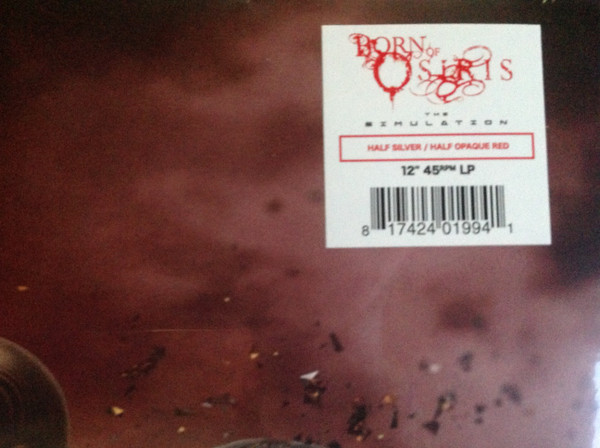 BORN OF
OSIRIS
THE
SIMULATION
HALF SILVER / HALF OPAQUE RED
12" 45RPM LP
8 17424 01994 1